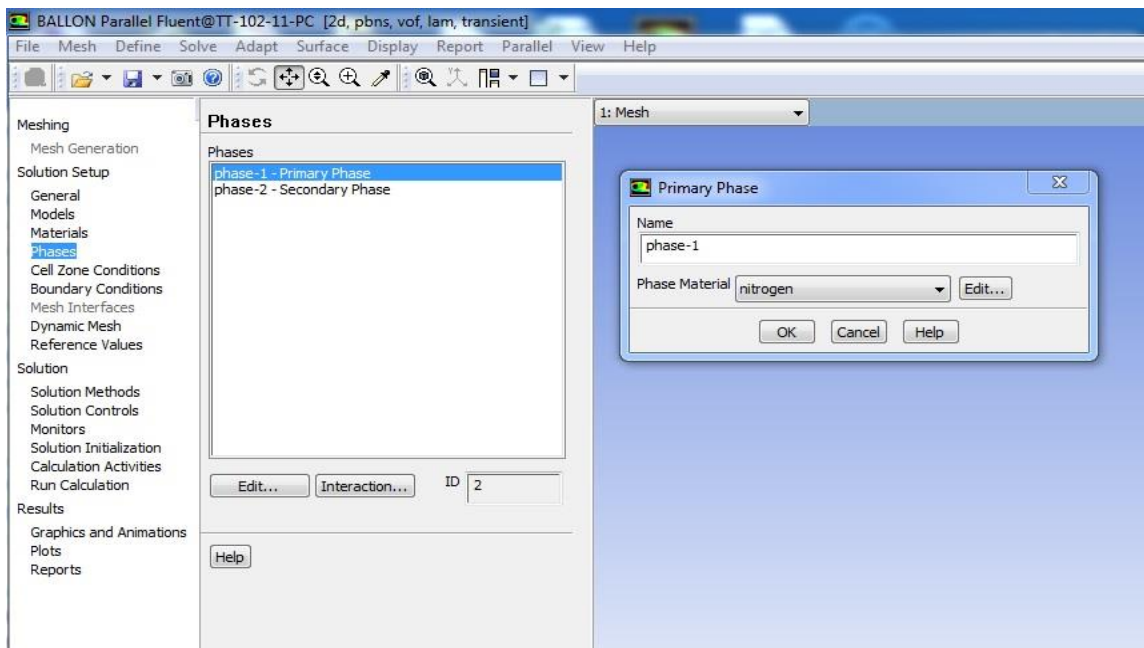 BALLON Parallel Fluent@TT-102-11-PC [2d, pbns, vof, lam, transient]
File Mesh Define Solve Adapt Surface Display Report Parallel View Help
Meshing
Mesh Generation
Solution Setup
General
Models
Materials
Phases
Cell Zone Conditions
Boundary Conditions
Mesh Interfaces
Dynamic Mesh
Reference Values
Solution
Solution Methods
Solution Controls
Monitors
Solution Initialization
Calculation Activities
Run Calculation
Results
Graphics and Animations
Plots
Reports
Phases
Phases
phase-1 - Primary Phase
phase-2 - Secondary Phase
Edit... Interaction... ID 2
Help
1: Mesh
Primary Phase
Name
phase-1
Phase Material nitrogen Edit...
OK Cancel Help